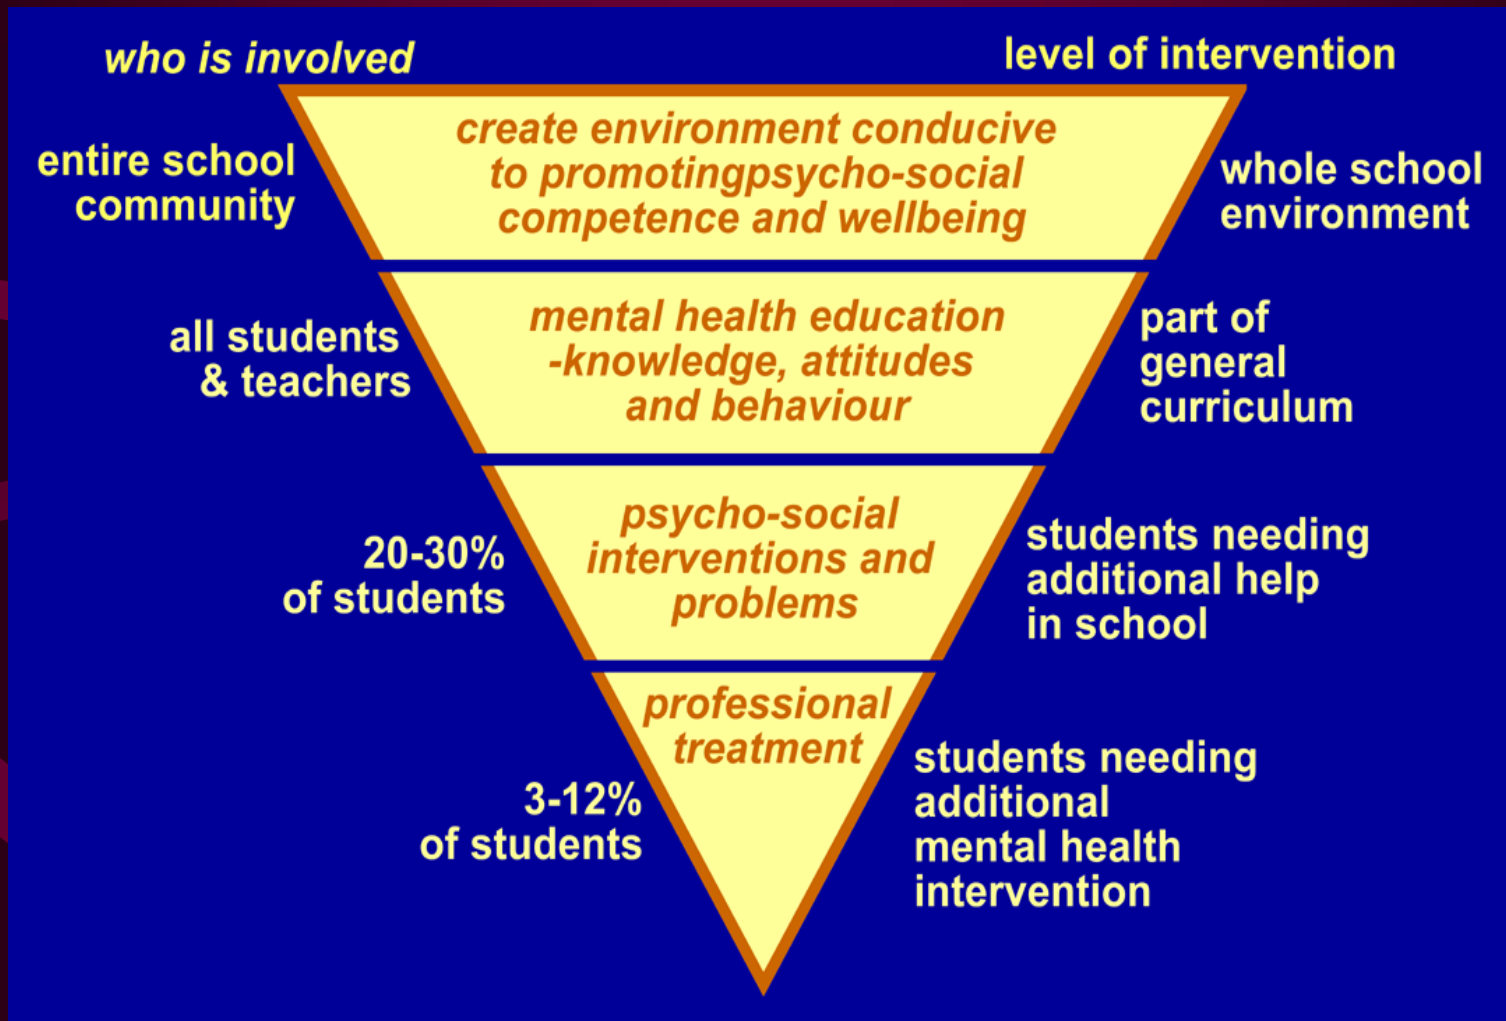 who is involved
level of intervention
entire school
community
create environment conducive
to promotingpsycho-social
competence and wellbeing
whole school
environment
all students
& teachers
mental health education
-knowledge, attitudes
and behaviour
part of
general
curriculum
20-30%
of students
psycho-social
interventions and
problems
students needing
additional help
in school
3-12%
of students
professional
treatment
students needing
additional
mental health
intervention